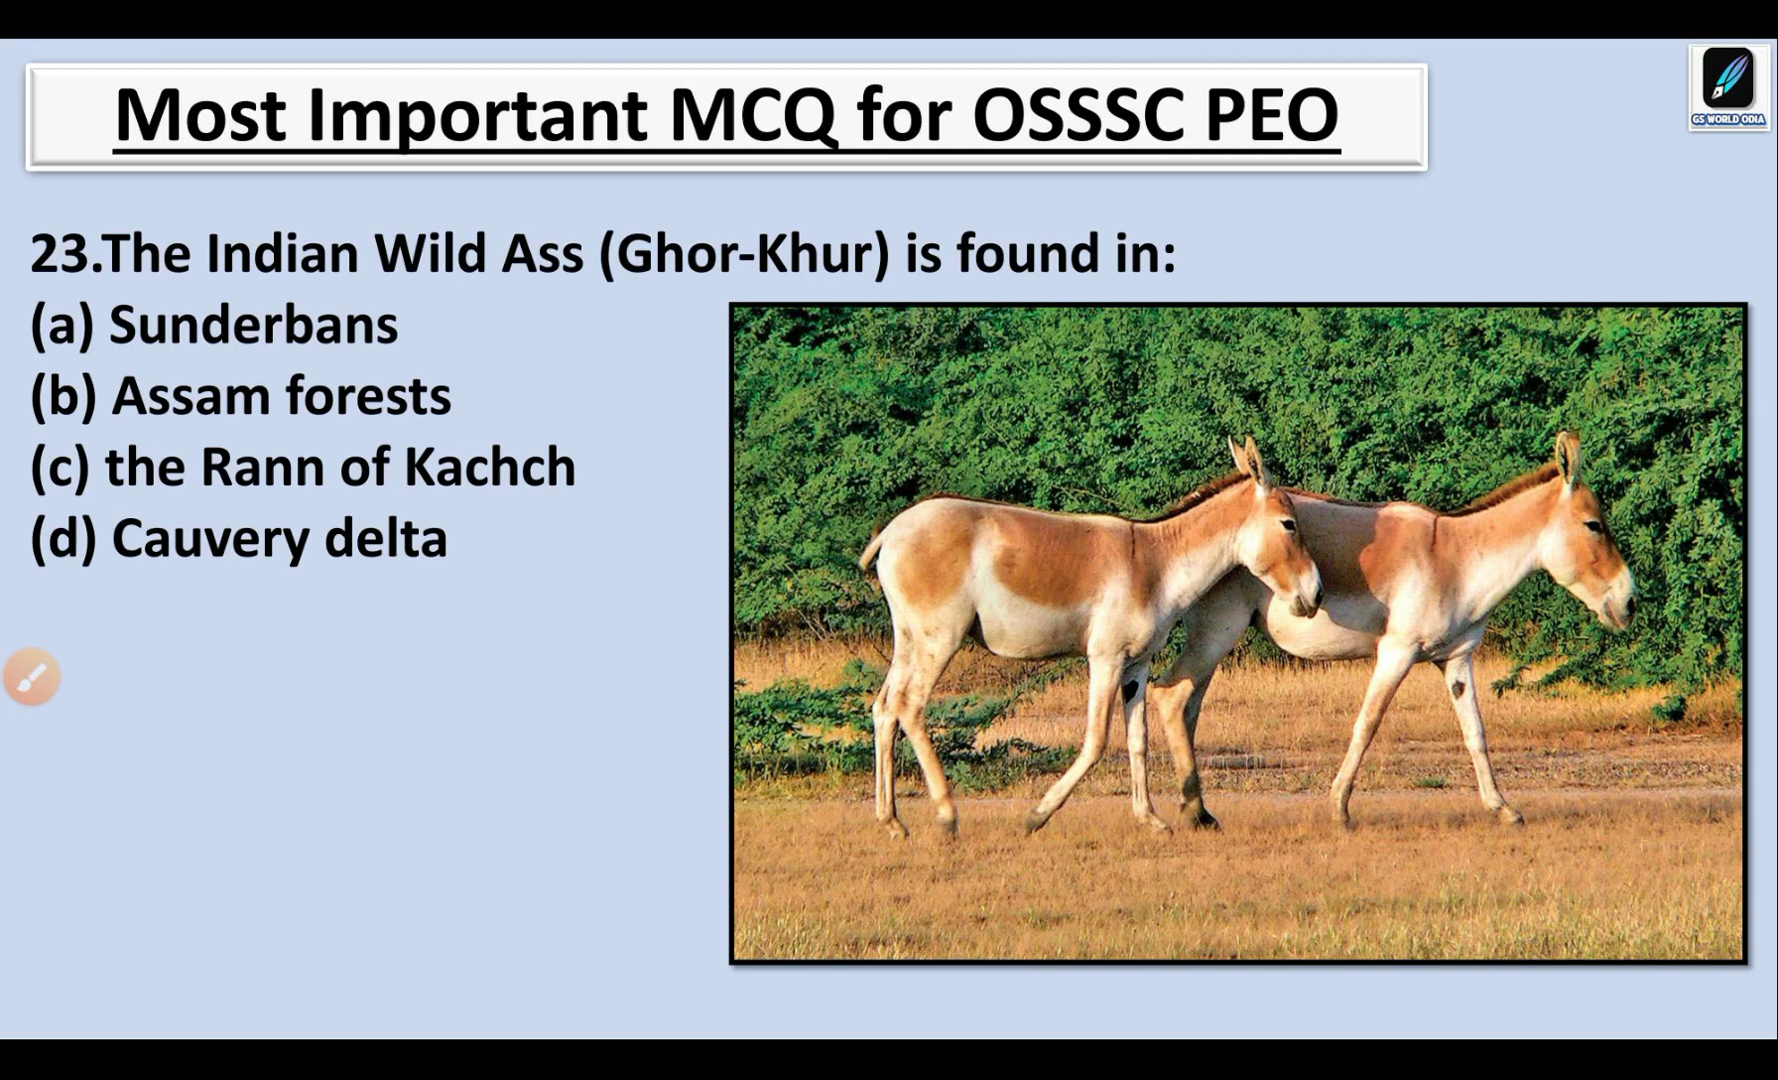 Most Important MCQ for OSSSC PEO
GS WORLD ODIA
23.The Indian Wild Ass (Ghor-Khur) is found in:
(a) Sunderbans
(b) Assam forests
(c) the Rann of Kachch
(d) Cauvery delta